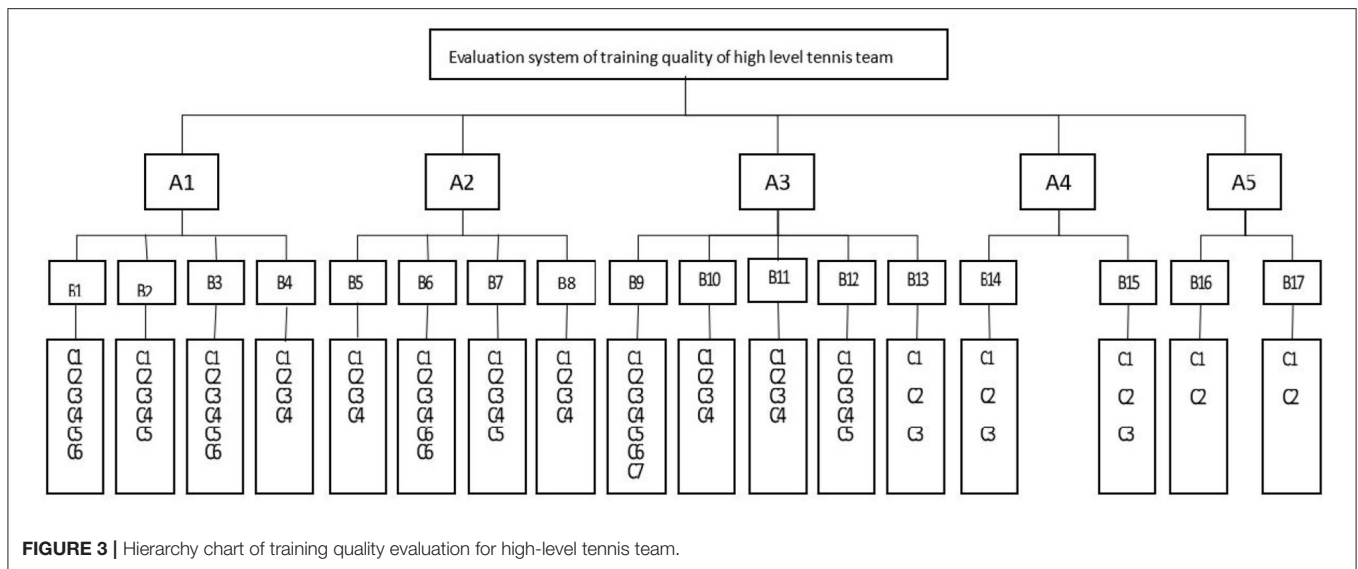 Evaluation system of training quality of high level tennis team
A1 A2 A3 A4 A5
B1 B2 B3 B4 B5 B6 B7 B8 B9 B10 B11 B12 B13 B14 B15 B16 B17
C1
C2
C3
C4
C5
C6
C1
C2
C3
C4
C5
C1
C2
C3
C4
C5
C6
C1
C2
C3
C4
C1
C2
C3
C4
C1
C2
C3
C4
C6
C6
C1
C2
C3
C4
C5
C1
C2
C3
C4
C1
C2
C3
C4
C5
C6
C7
C1
C2
C3
C4
C1
C2
C3
C4
C1
C2
C3
C4
C5
C1
C2
C3
C1
C2
C3
C1
C2
C3
C1
C2
C1
C2
FIGURE 3 | Hierarchy chart of training quality evaluation for high-level tennis team.